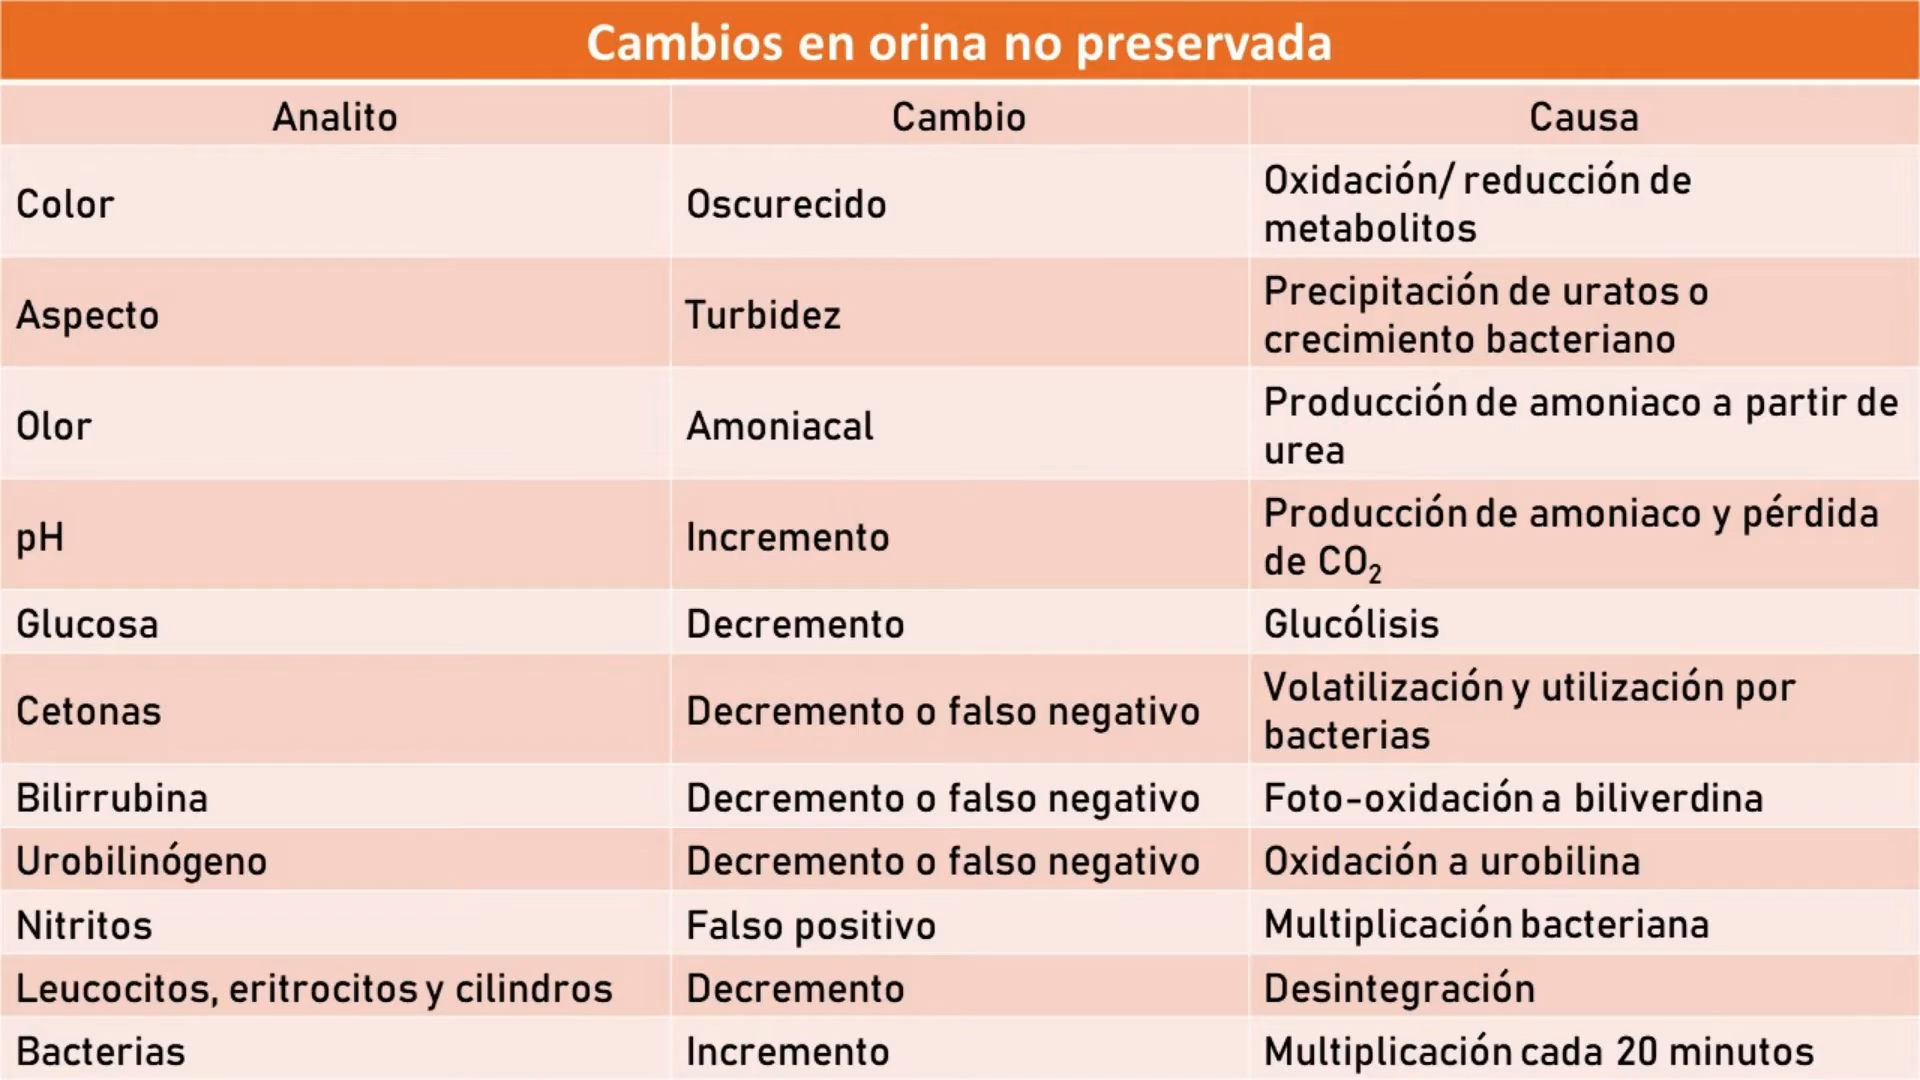 Cambios en orina no preservada
Analito
Cambio
Causa
Color
Oscurecido
Oxidación/ reducción de
metabolitos
Aspecto
Turbidez
Precipitación de uratos o
crecimiento bacteriano
Olor
Amoniacal
Producción de amoniaco a partir de
urea
pH
Incremento
Producción de amoniaco y pérdida
de CO₂
Glucosa
Decremento
Glucólisis
Cetonas
Decremento o falso negativo
Volatilización y utilización por
bacterias
Bilirrubina
Decremento o falso negativo
Foto-oxidación a biliverdina
Urobilinógeno
Decremento o falso negativo
Oxidación a urobilina
Nitritos
Falso positivo
Multiplicación bacteriana
Leucocitos, eritrocitos y cilindros
Decremento
Desintegración
Bacterias
Incremento
Multiplicación cada 20 minutos